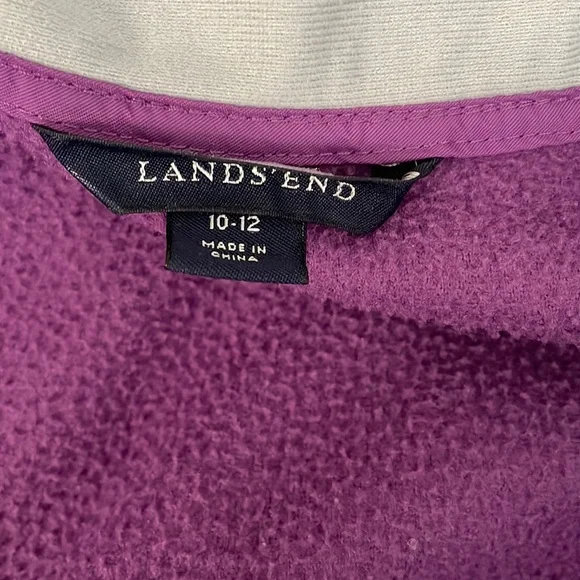 LANDS' END
10-12
MADE IN
CHINA